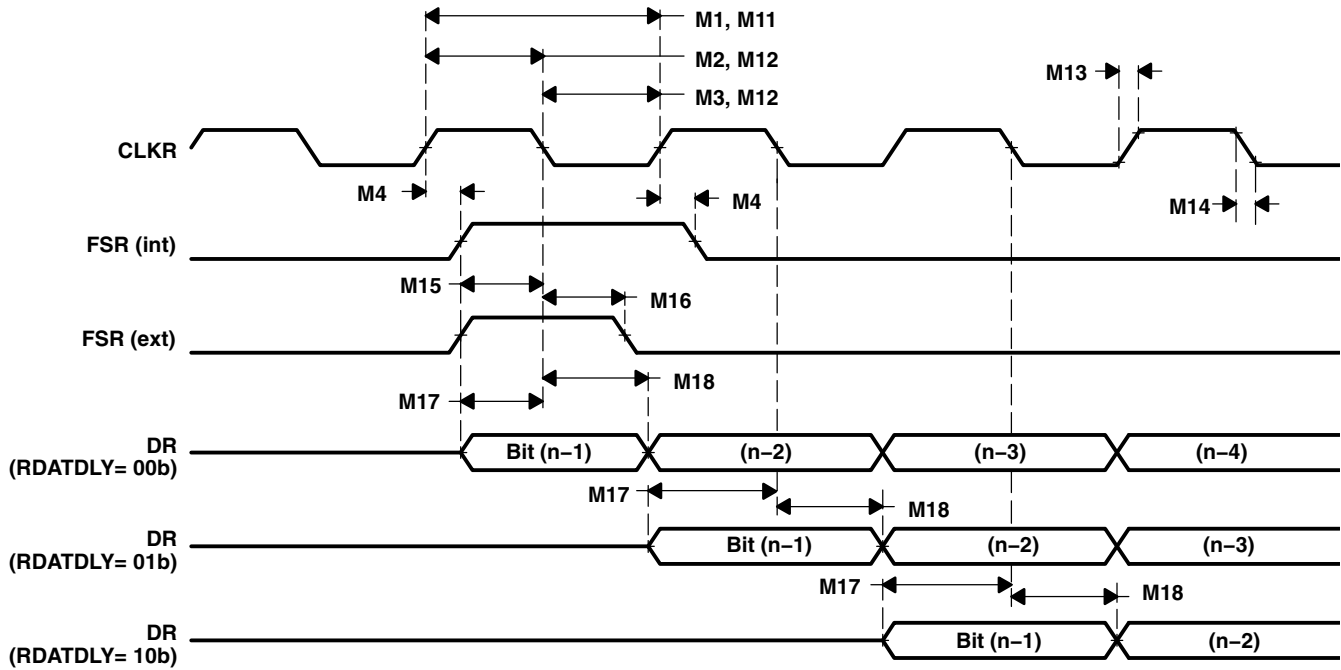 M1, M11
M2, M12
M13
M3, M12
CLKR
M4
M4
M14
FSR (int)
M15
M16
FSR (ext)
M18
M17
DR
(RDATDLY= 00b)
Bit (n−1)
(n−2)
(n−3)
(n−4)
M17
M18
DR
(RDATDLY= 01b)
Bit (n−1)
(n−2)
(n−3)
M17
M18
DR
(RDATDLY= 10b)
Bit (n−1)
(n−2)